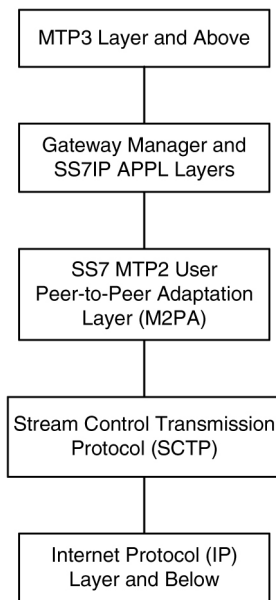 MTP3 Layer and Above
Gateway Manager and
SS7IP APPL Layers
SS7 MTP2 User
Peer-to-Peer Adaptation
Layer (M2PA)
Stream Control Transmission
Protocol (SCTP)
Internet Protocol (IP)
Layer and Below